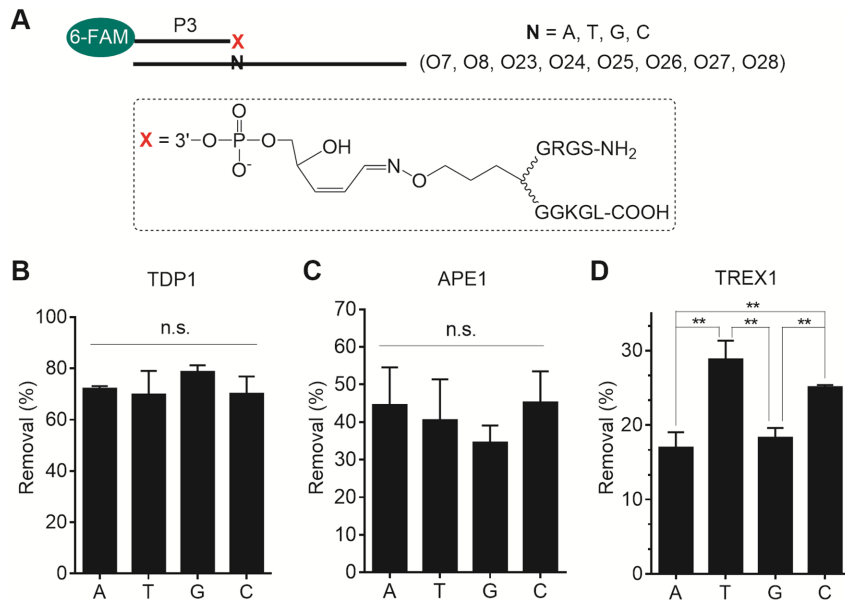 A
6-FAM
P3
X
N
N = A, T, G, C
(O7, O8, O23, O24, O25, O26, O27, O28)
X = 3'-O-P-O
O
O-
OH
N
O
GRGS-NH2
GGKGL-COOH
B
TDP1
n.s.
Removal (%)
100
80
60
40
20
0
A T G C
C
APE1
n.s.
Removal (%)
70
60
50
40
30
20
10
0
A T G C
D
TREX1
**
** ** **
Removal (%)
30
20
10
0
A T G C